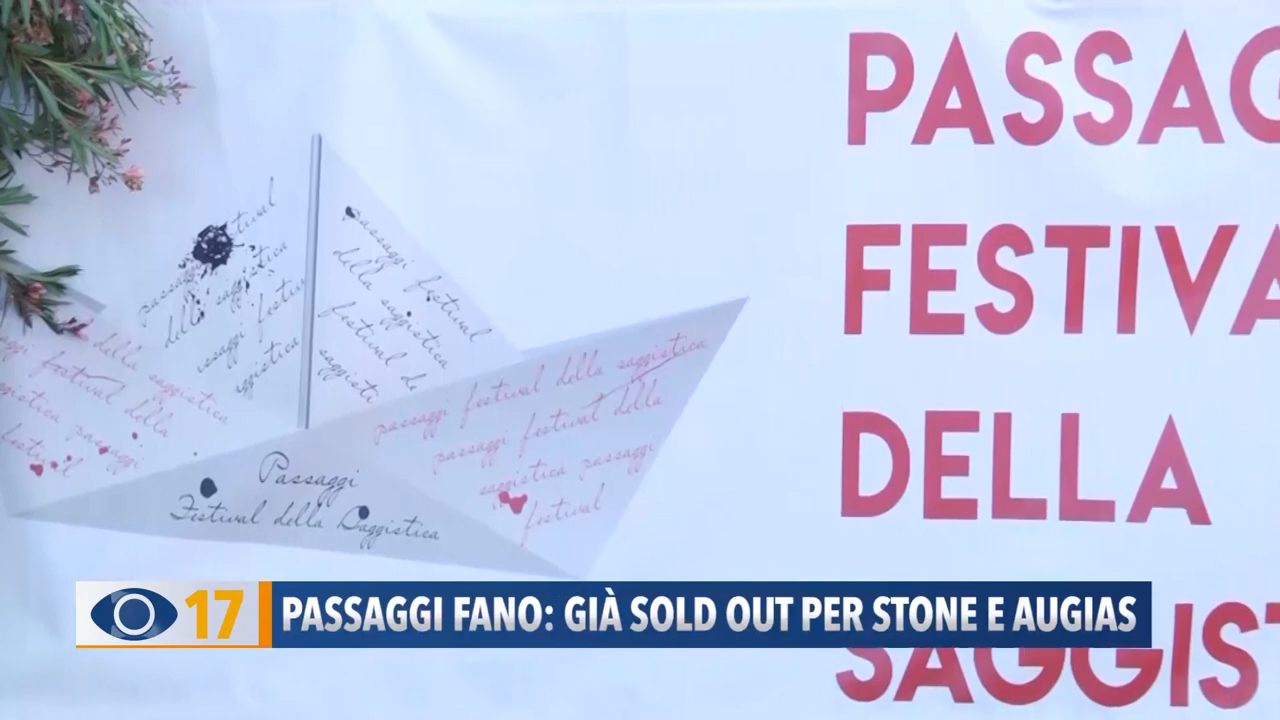 PASSAG
FESTIVA
DELLA
SAGGIST
passaggi festival
della saggistica
festival
passaggi festival della saggistica
passaggi festival della
saggistica passaggi
festival
Passaggi
Festival della Saggistica
17
PASSAGGI FANO: GIÀ SOLD OUT PER STONE E AUGIAS